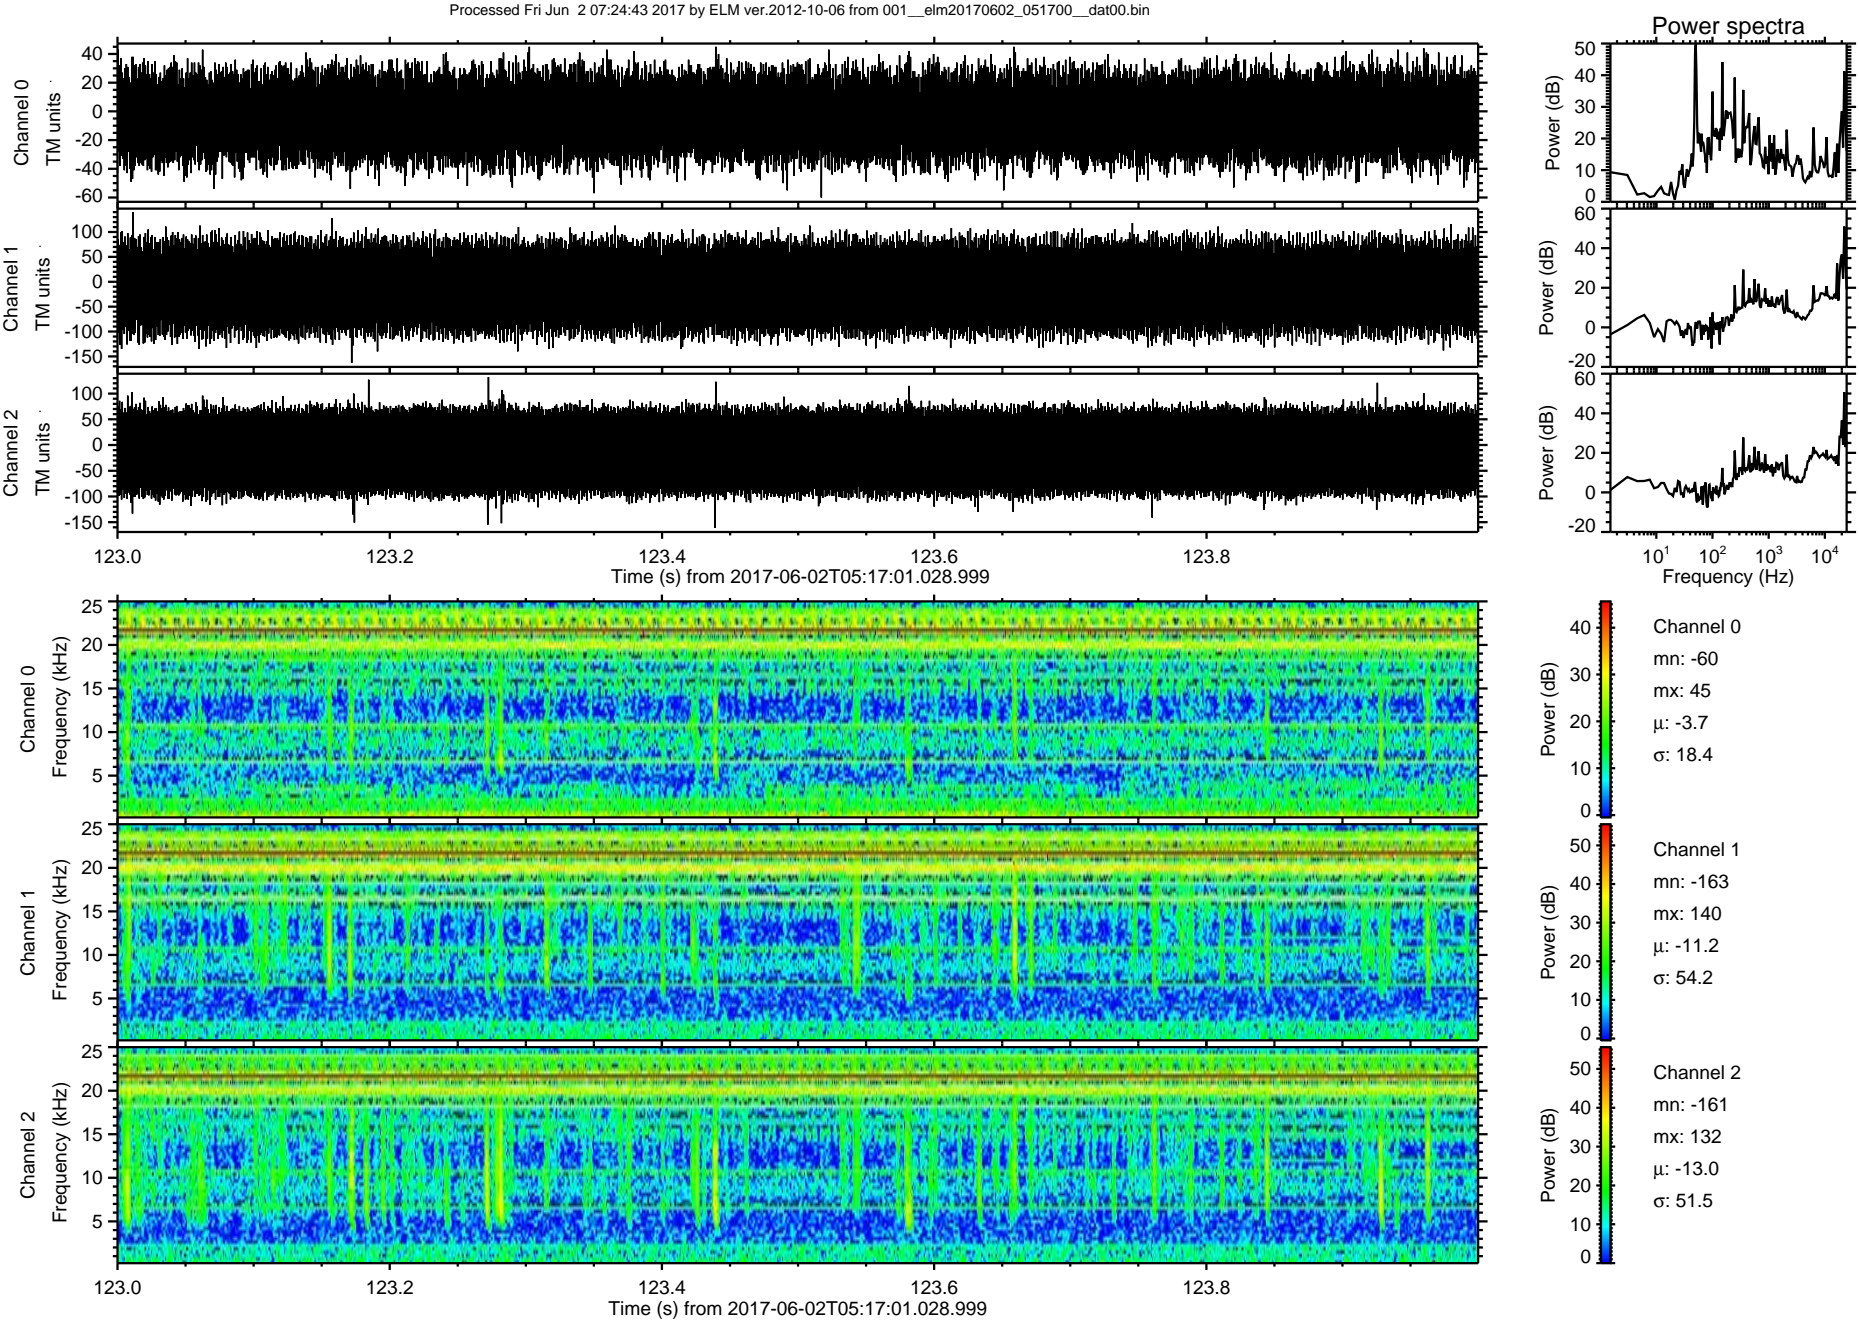 Processed Fri Jun  2 07:24:43 2017 by ELM ver.2012-10-06 from 001__elm20170602_051700__dat00.bin
Power spectra
Channel 0
TM units
40
20
0
-20
-40
-60
Power (dB)
50
40
30
20
10
0
Channel 1
TM units
100
50
0
-50
-100
-150
Power (dB)
60
40
20
0
-20
Channel 2
TM units
100
50
0
-50
-100
-150
Power (dB)
60
40
20
0
-20
123.0 123.2 123.4 123.6 123.8
Time (s) from 2017-06-02T05:17:01.028.999
10¹ 10² 10³ 10⁴
Frequency (Hz)
Channel 0
Frequency (kHz)
25
20
15
10
5
Power (dB)
40
30
20
10
0
Channel 0
mn: -60
mx: 45
μ: -3.7
σ: 18.4
Channel 1
Frequency (kHz)
25
20
15
10
5
Power (dB)
50
40
30
20
10
0
Channel 1
mn: -163
mx: 140
μ: -11.2
σ: 54.2
Channel 2
Frequency (kHz)
25
20
15
10
5
Power (dB)
50
40
30
20
10
0
Channel 2
mn: -161
mx: 132
μ: -13.0
σ: 51.5
123.0 123.2 123.4 123.6 123.8
Time (s) from 2017-06-02T05:17:01.028.999